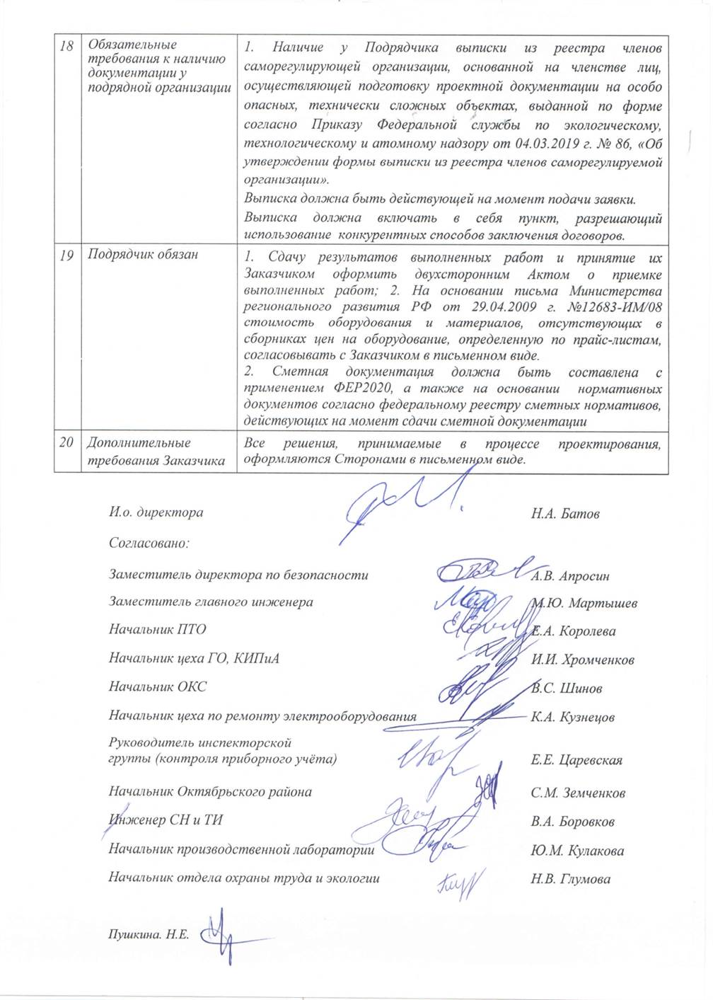 18
Обязательные
требования к наличию
документации у
подрядной организации
1. Наличие у Подрядчика выписки из реестра членов
саморегулирующей организации, основанной на членстве лиц,
осуществляющей подготовку проектной документации на особо
опасных, технически сложных объектах, выданной по форме
согласно Приказу Федеральной службы по экологическому,
технологическому и атомному надзору от 04.03.2019 г. № 86, «Об
утверждении формы выписки из реестра членов саморегулируемой
организации».
Выписка должна быть действующей на момент подачи заявки.
Выписка должна включать в себя пункт, разрешающий
использование конкурентных способов заключения договоров.
19
Подрядчик обязан
1. Сдачу результатов выполненных работ и принятие их
Заказчиком оформить двухсторонним Актом о приемке
выполненных работ; 2. На основании письма Министерства
регионального развития РФ от 29.04.2009 г. №12683-ИМ/08
стоимость оборудования и материалов, отсутствующих в
сборниках цен на оборудование, определенную по прайс-листам,
согласовывать с Заказчиком в письменном виде.
2. Сметная документация должна быть составлена с
применением ФЕР2020, а также на основании нормативных
документов согласно федеральному реестру сметных нормативов,
действующих на момент сдачи сметной документации
20
Дополнительные
требования Заказчика
Все решения, принимаемые в процессе проектирования,
оформляются Сторонами в письменном виде.
И.о. директора Н.А. Батов
Согласовано:
Заместитель директора по безопасности А.В. Апросин
Заместитель главного инженера М.Ю. Мартышев
Начальник ПТО Е.А. Королева
Начальник цеха ГО, КИПиА И.И. Хромченков
Начальник ОКС В.С. Шинов
Начальник цеха по ремонту электрооборудования К.А. Кузнецов
Руководитель инспекторской
группы (контроля приборного учёта) Е.Е. Царевская
Начальник Октябрьского района С.М. Земченков
Инженер СН и ТИ В.А. Боровков
Начальник производственной лаборатории Ю.М. Кулакова
Начальник отдела охраны труда и экологии Н.В. Глумова
Пушкина. Н.Е.